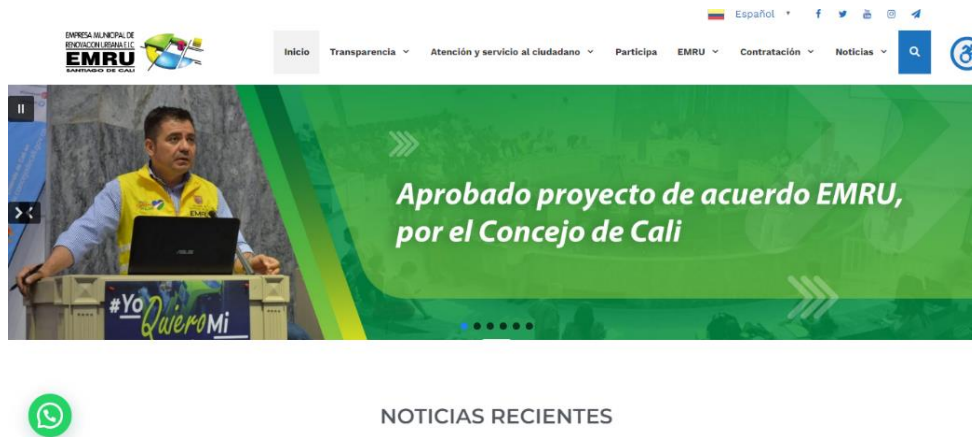 Español
EMPRESA MUNICIPAL DE
RENOVACION URBANA E.I.C
EMRU
SANTIAGO DE CALI
Inicio Transparencia Atención y servicio al ciudadano Participa EMRU Contratación Noticias
Aprobado proyecto de acuerdo EMRU,
por el Concejo de Cali
EMRU
#Yo
Quiero Mi
NOTICIAS RECIENTES